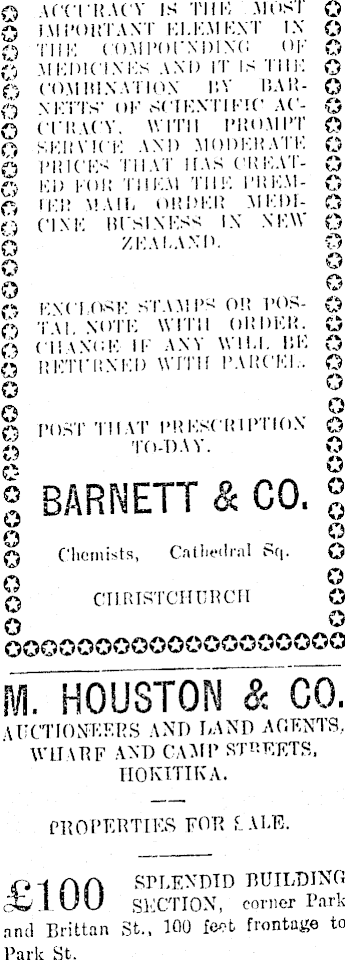 ACCURACY IS THE MOST
IMPORTANT ELEMENT IN
THE COMPOUNDING OF
MEDICINES AND IT IS THE
COMBINATION BY BAR-
NETTS' OF SCIENTIFIC AC-
CURACY, WITH PROMPT
SERVICE AND MODERATE
PRICES THAT HAS CREAT-
ED FOR THEM THE PREM-
IER MAIL ORDER MEDI-
CINE BUSINESS IN NEW
ZEALAND.
ENCLOSE STAMPS OR POS-
TAL NOTE WITH ORDER.
CHANGE IF ANY WILL BE
RETURNED WITH PARCEL.
POST THAT PRESCRIPTION
TO-DAY.
BARNETT & CO.
Chemists, Cathedral Sq.
CHRISTCHURCH
M. HOUSTON & CO.
AUCTIONEERS AND LAND AGENTS,
WHARF AND CAMP STREETS,
HOKITIKA.
PROPERTIES FOR SALE.
£100 SPLENDID BUILDING
SECTION, corner Park
and Brittan St., 100 feet frontage to
Park St.